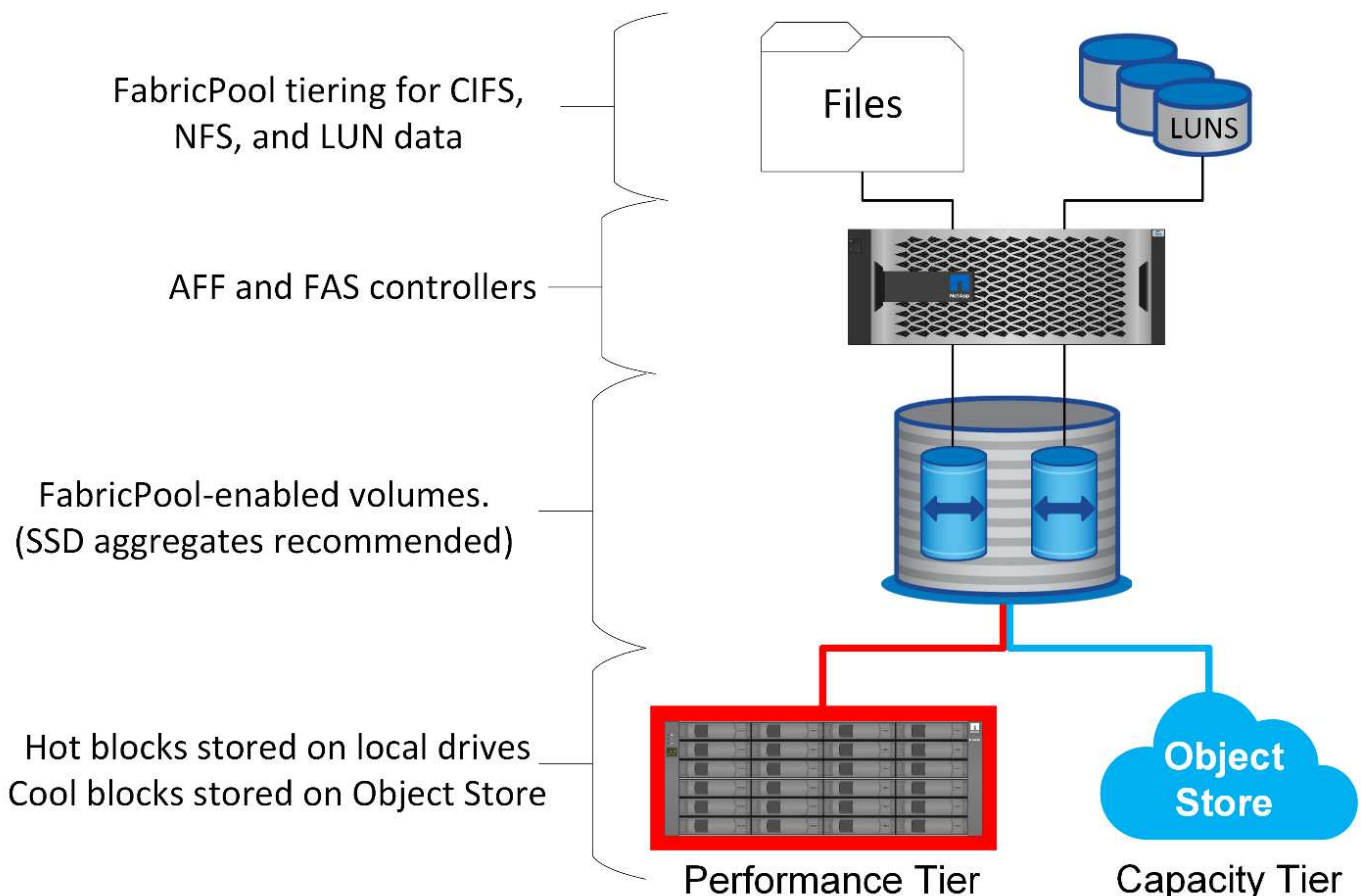 FabricPool tiering for CIFS,
NFS, and LUN data
Files
LUNS
AFF and FAS controllers
NetApp
FabricPool-enabled volumes.
(SSD aggregates recommended)
Hot blocks stored on local drives
Cool blocks stored on Object Store
Object
Store
Performance Tier
Capacity Tier